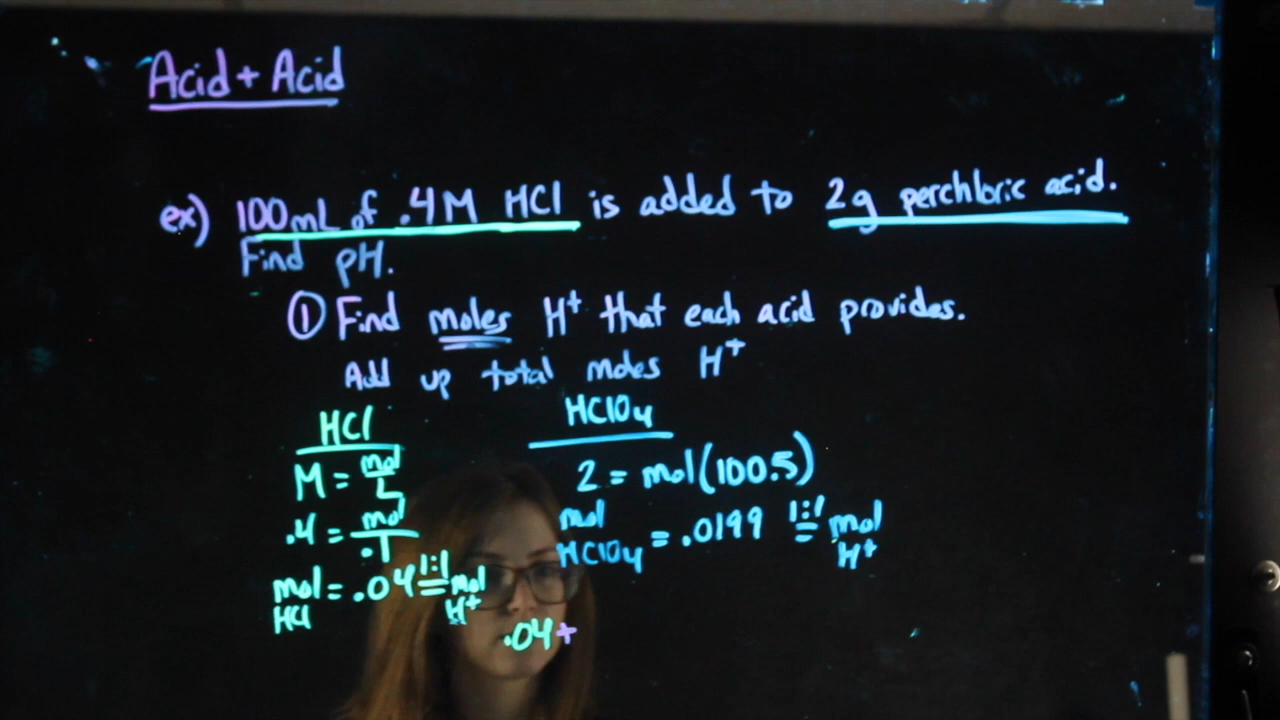 Acid + Acid
ex) 100mL of .4M HCl is added to 2g perchloric acid.
Find pH.
① Find moles H⁺ that each acid provides.
Add up total moles H⁺
HCl
M = mol/L
.4 = mol/.1
mol HCl = .04 1:1 = mol H⁺
HClO₄
2 = mol(100.5)
mol HClO₄ = .0199 1:1 = mol H⁺
.04 +